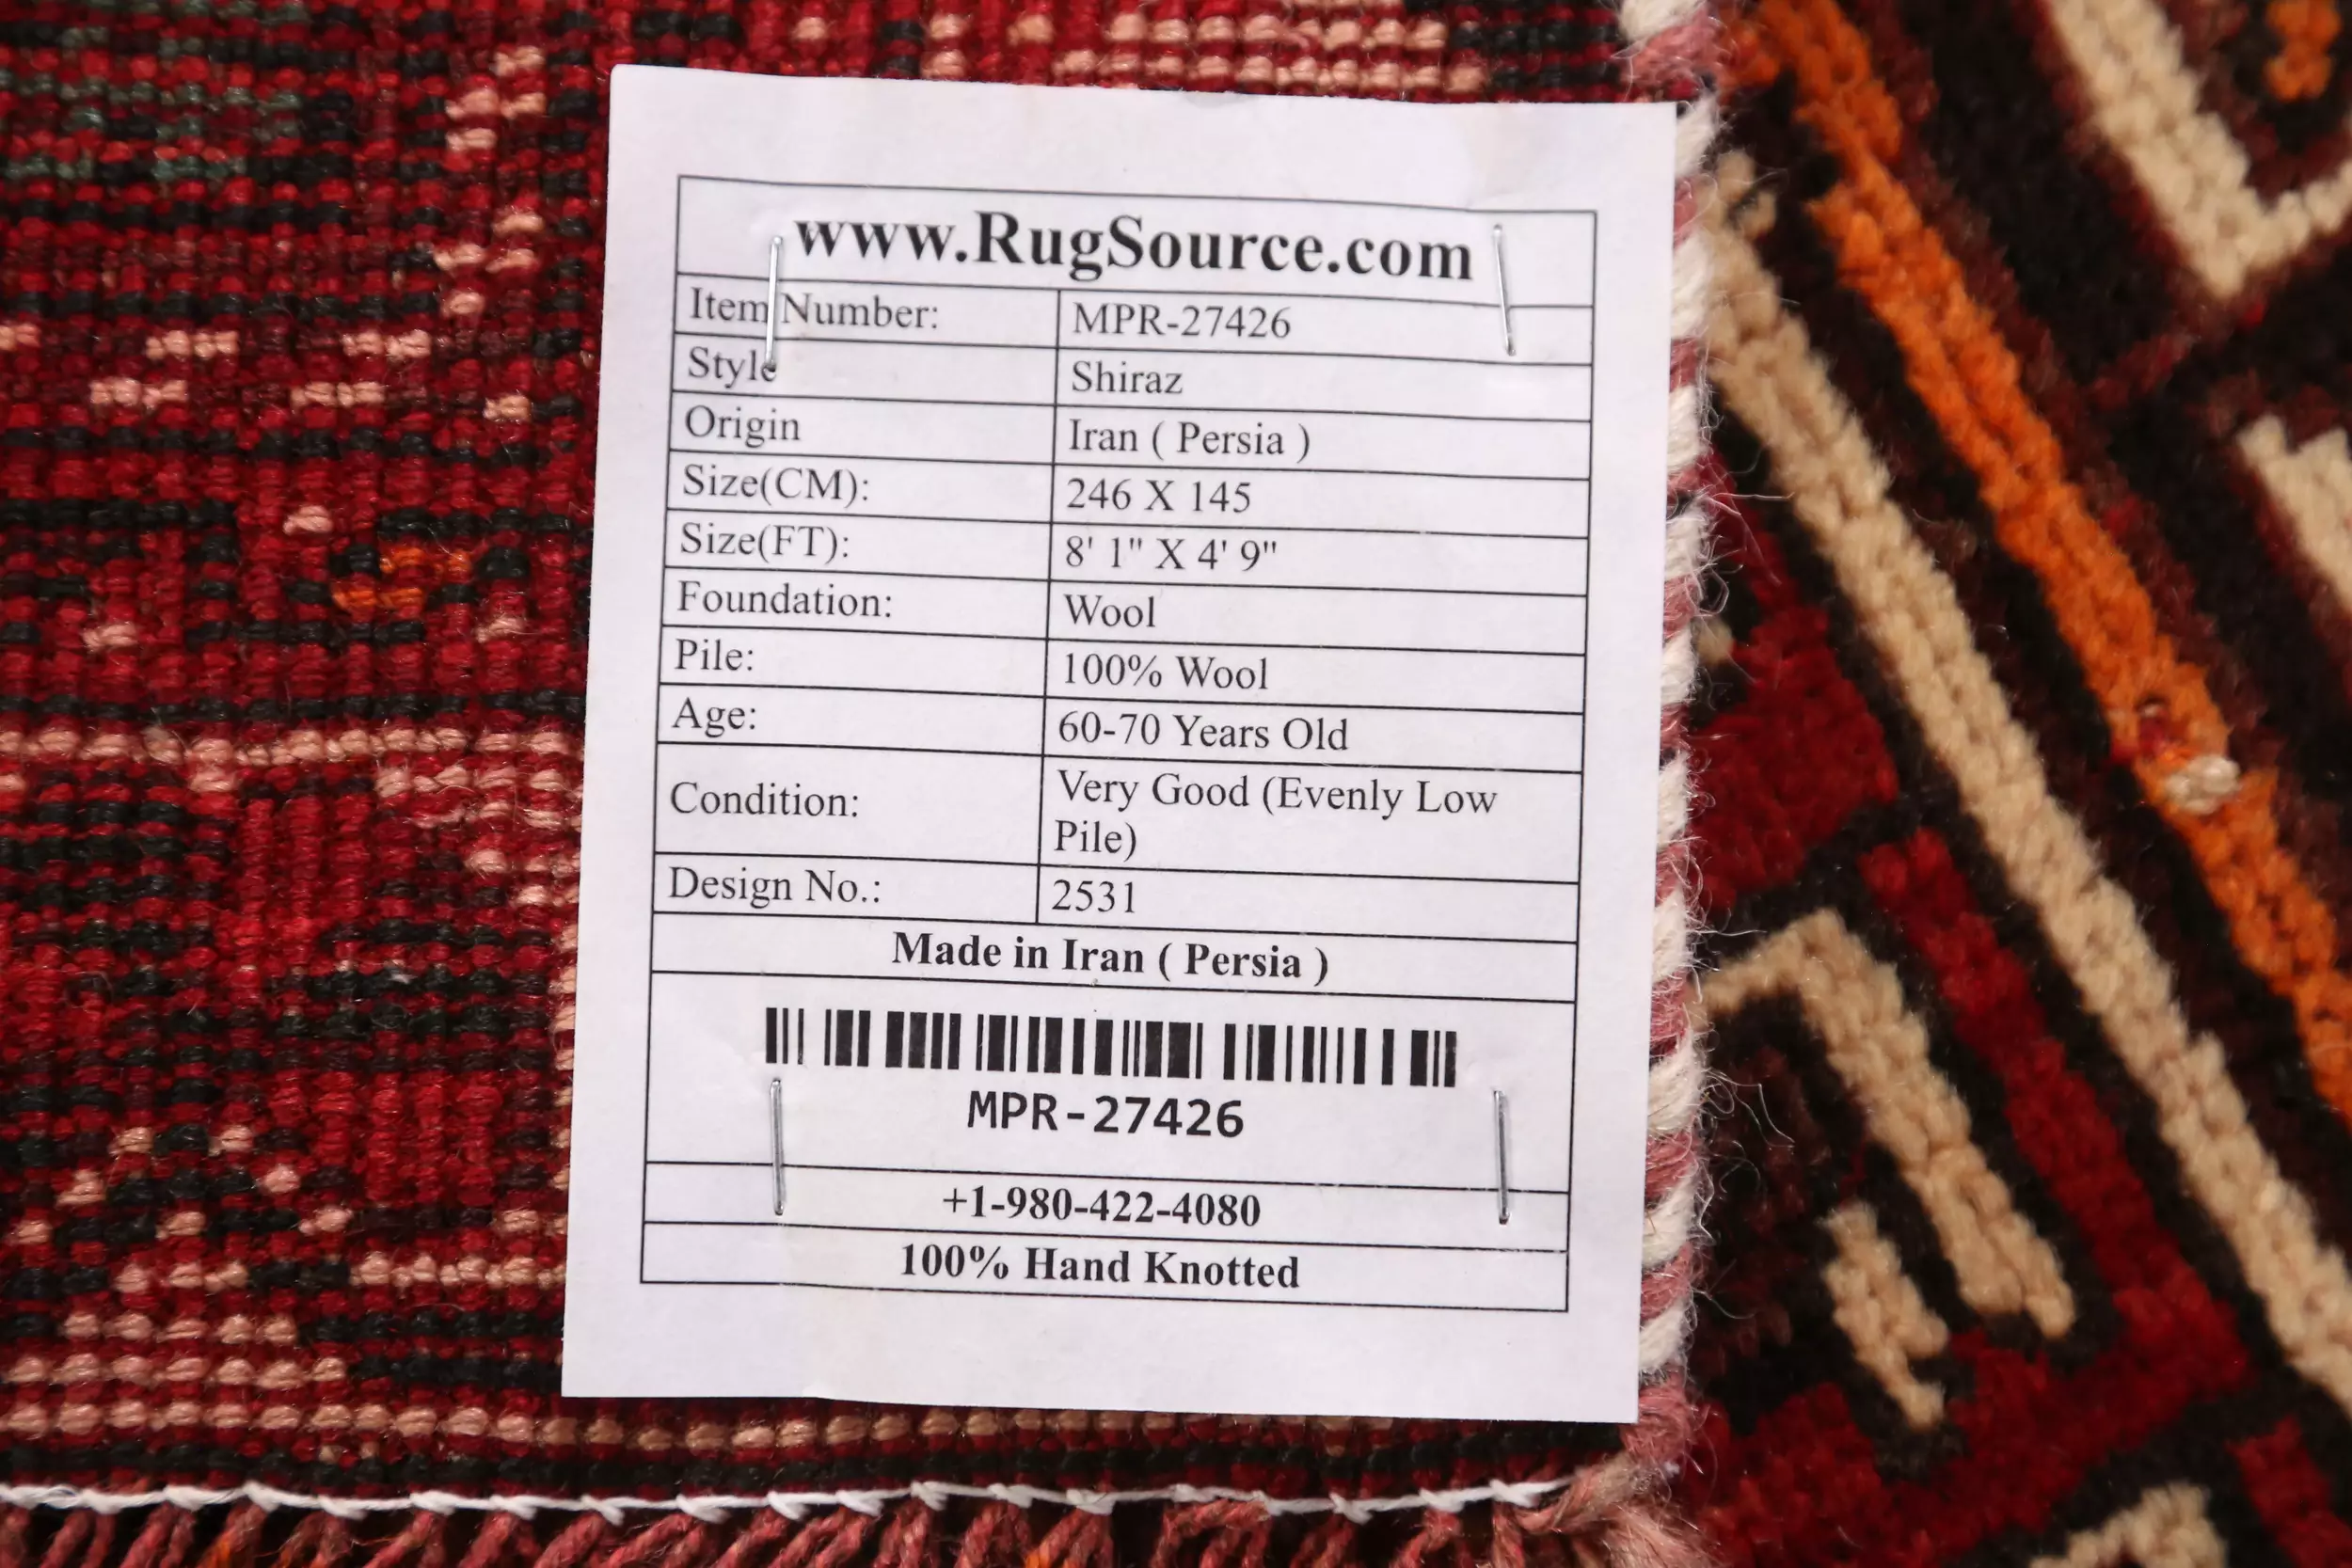 www.RugSource.com
Item Number: MPR-27426
Style Shiraz
Origin Iran ( Persia )
Size(CM): 246 X 145
Size(FT): 8' 1" X 4' 9"
Foundation: Wool
Pile: 100% Wool
Age: 60-70 Years Old
Condition: Very Good (Evenly Low
Pile)
Design No.: 2531
Made in Iran ( Persia )
MPR-27426
+1-980-422-4080
100% Hand Knotted